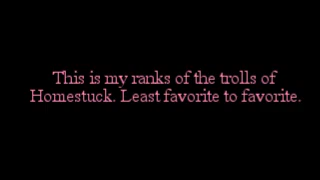 This is my ranks of the trolls of
Homestuck. Least favorite to favorite.